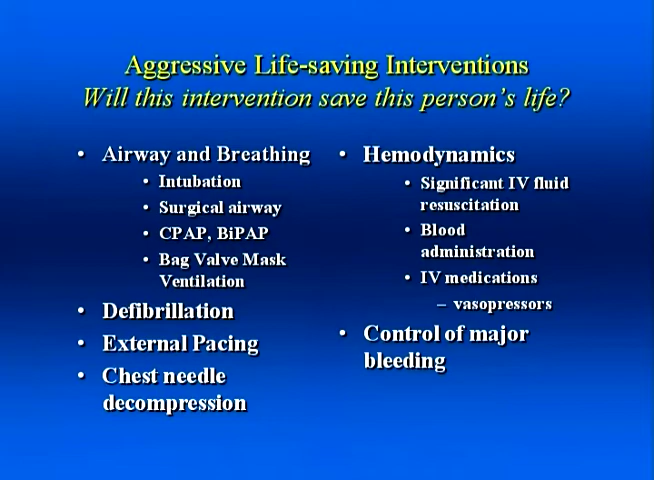 Aggressive Life-saving Interventions
Will this intervention save this person's life?
• Airway and Breathing
• Intubation
• Surgical airway
• CPAP, BiPAP
• Bag Valve Mask
Ventilation
• Defibrillation
• External Pacing
• Chest needle
decompression
• Hemodynamics
• Significant IV fluid
resuscitation
• Blood
administration
• IV medications
– vasopressors
• Control of major
bleeding